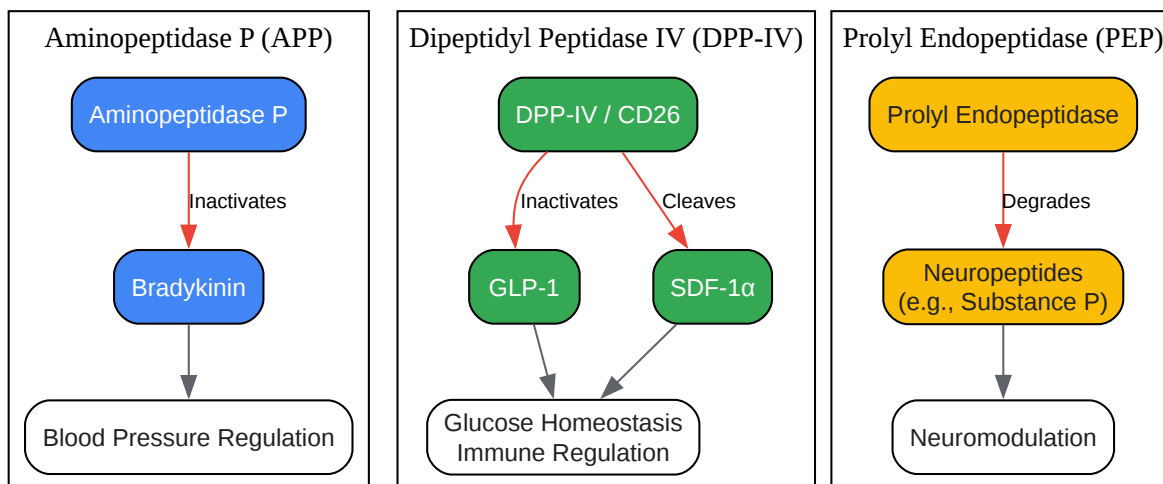 Aminopeptidase P (APP)
Aminopeptidase P
Inactivates
Bradykinin
Blood Pressure Regulation
Dipeptidyl Peptidase IV (DPP-IV)
DPP-IV / CD26
Inactivates
Cleaves
GLP-1
SDF-1α
Glucose Homeostasis
Immune Regulation
Prolyl Endopeptidase (PEP)
Prolyl Endopeptidase
Degrades
Neuropeptides
(e.g., Substance P)
Neuromodulation